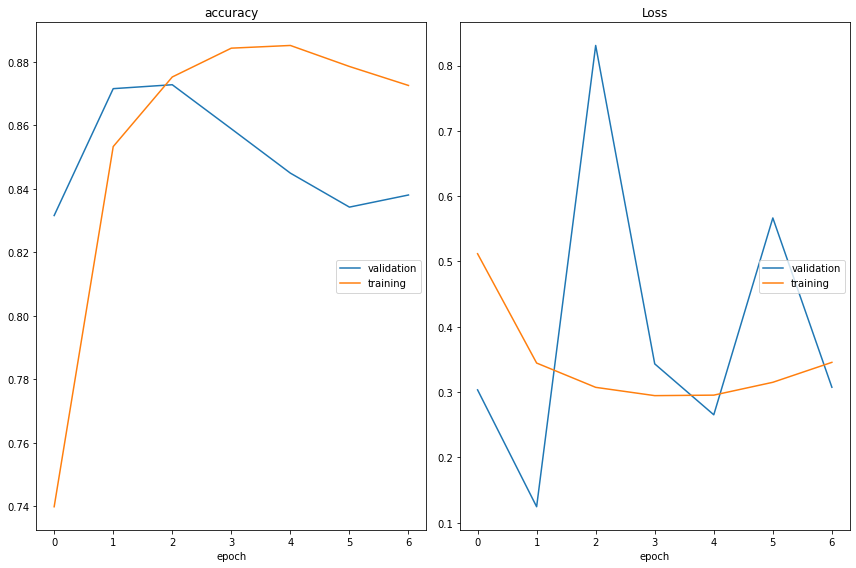 accuracy
0.88
0.86
0.84
0.82
0.80
0.78
0.76
0.74
validation
training
0 1 2 3 4 5 6
epoch
Loss
0.8
0.7
0.6
0.5
0.4
0.3
0.2
0.1
validation
training
0 1 2 3 4 5 6
epoch